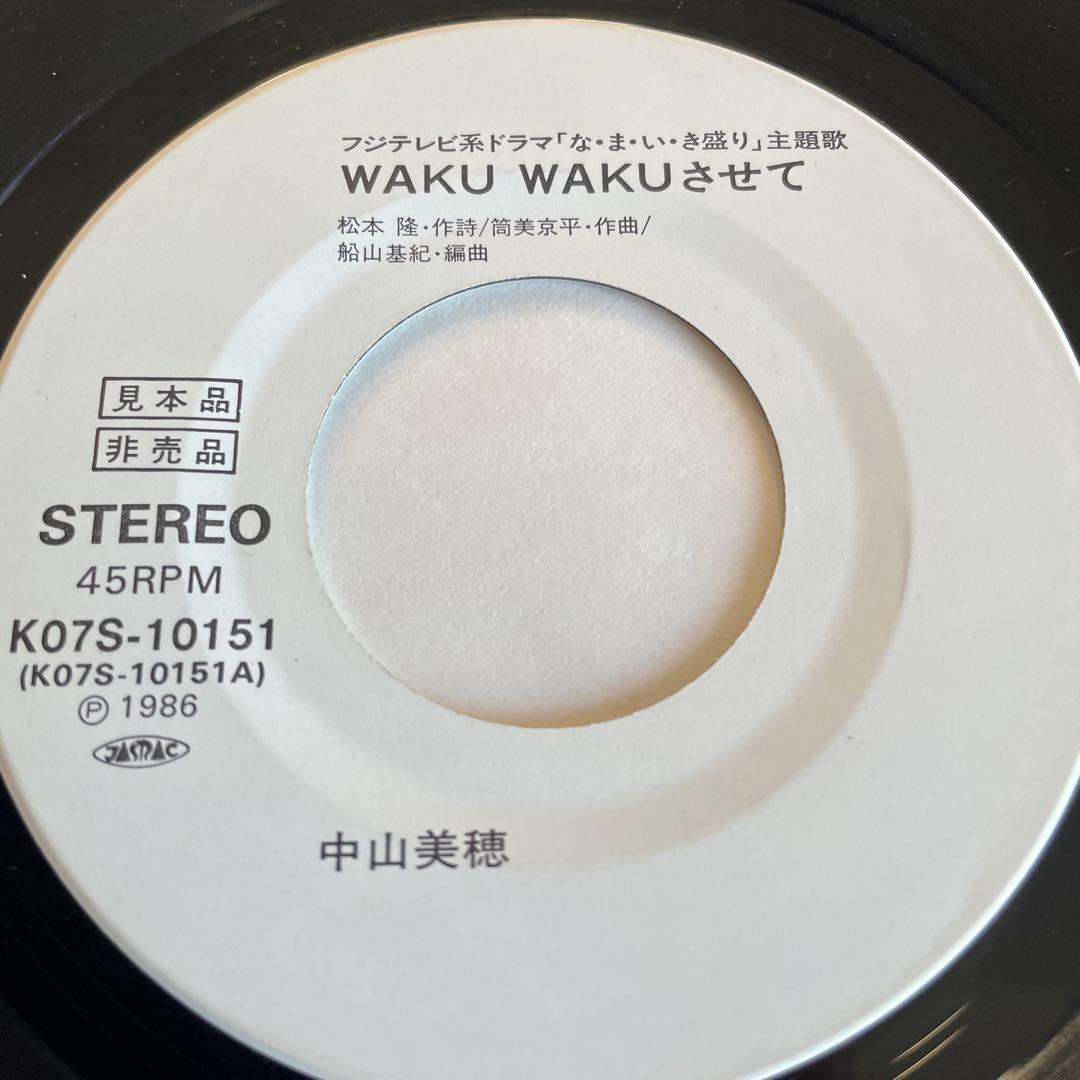 フジテレビ系ドラマ「な・ま・い・き盛り」主題歌
WAKU WAKUさせて
松本 隆・作詩/筒美京平・作曲/
船山基紀・編曲
見本品
非売品
STEREO
45RPM
K07S-10151
(K07S-10151A)
Ⓟ 1986
JASRAC
中山美穂